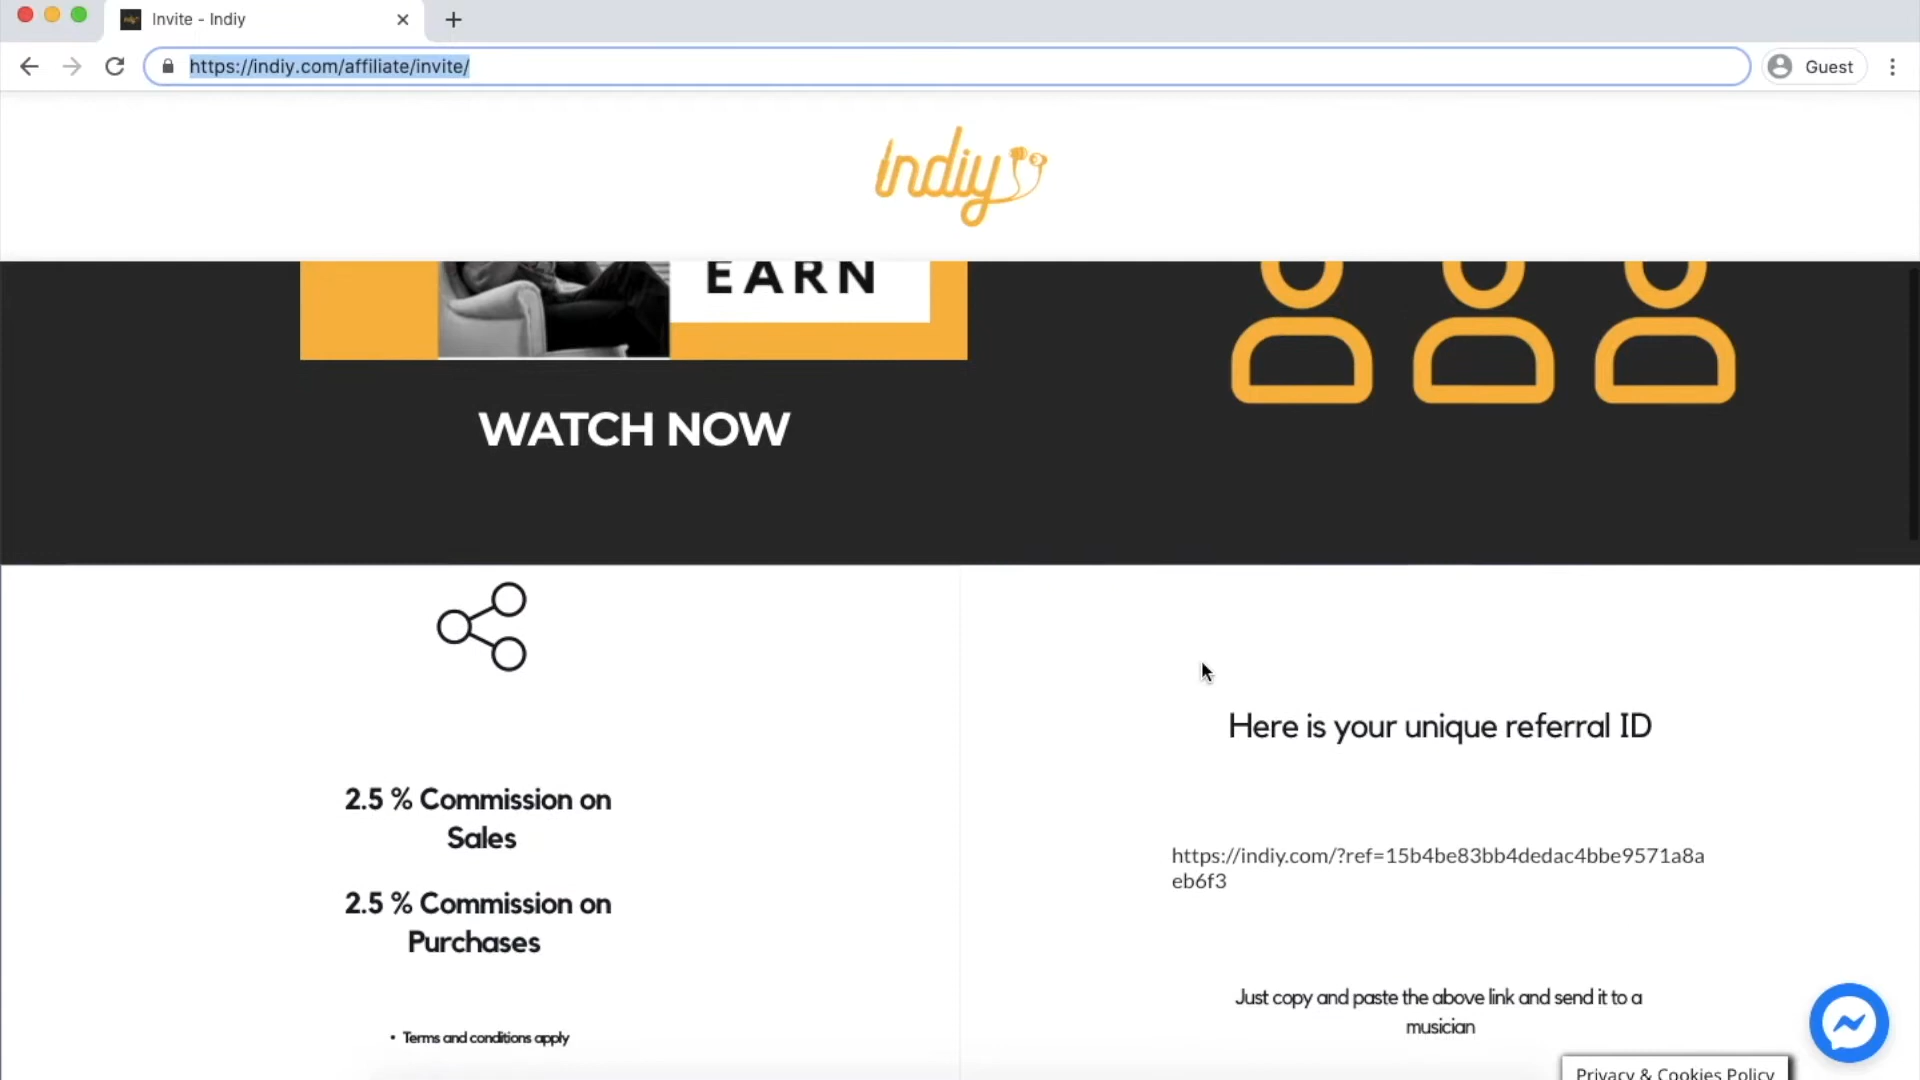 Invite - Indiy
https://indiy.com/affiliate/invite/
Guest
indiy
EARN
WATCH NOW
2.5 % Commission on
Sales
2.5 % Commission on
Purchases
• Terms and conditions apply
Here is your unique referral ID
https://indiy.com/?ref=15b4be83bb4dedac4bbe9571a8a
eb6f3
Just copy and paste the above link and send it to a
musician
Privacy & Cookies Policy